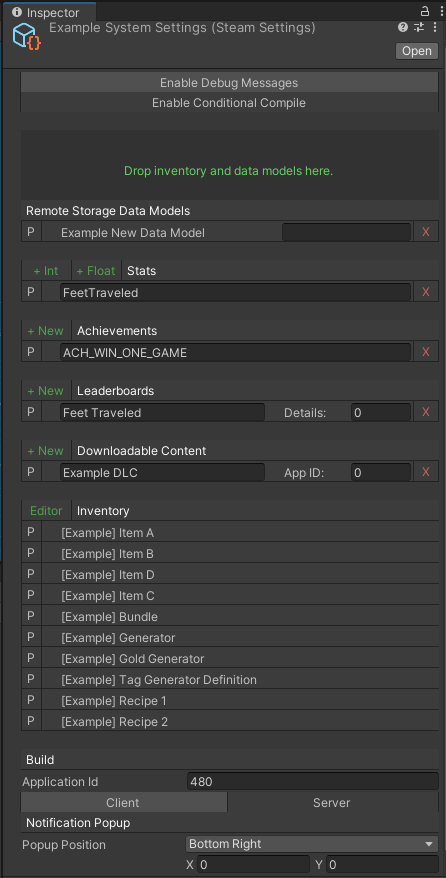 Inspector
Example System Settings (Steam Settings)
Open
Enable Debug Messages
Enable Conditional Compile
Drop inventory and data models here.
Remote Storage Data Models
P Example New Data Model X
+ Int + Float Stats
P FeetTraveled X
+ New Achievements
P ACH_WIN_ONE_GAME X
+ New Leaderboards
P Feet Traveled Details: 0 X
+ New Downloadable Content
P Example DLC App ID: 0 X
Editor Inventory
P [Example] Item A
P [Example] Item B
P [Example] Item D
P [Example] Item C
P [Example] Bundle
P [Example] Generator
P [Example] Gold Generator
P [Example] Tag Generator Definition
P [Example] Recipe 1
P [Example] Recipe 2
Build
Application Id 480
Client Server
Notification Popup
Popup Position Bottom Right
X 0 Y 0